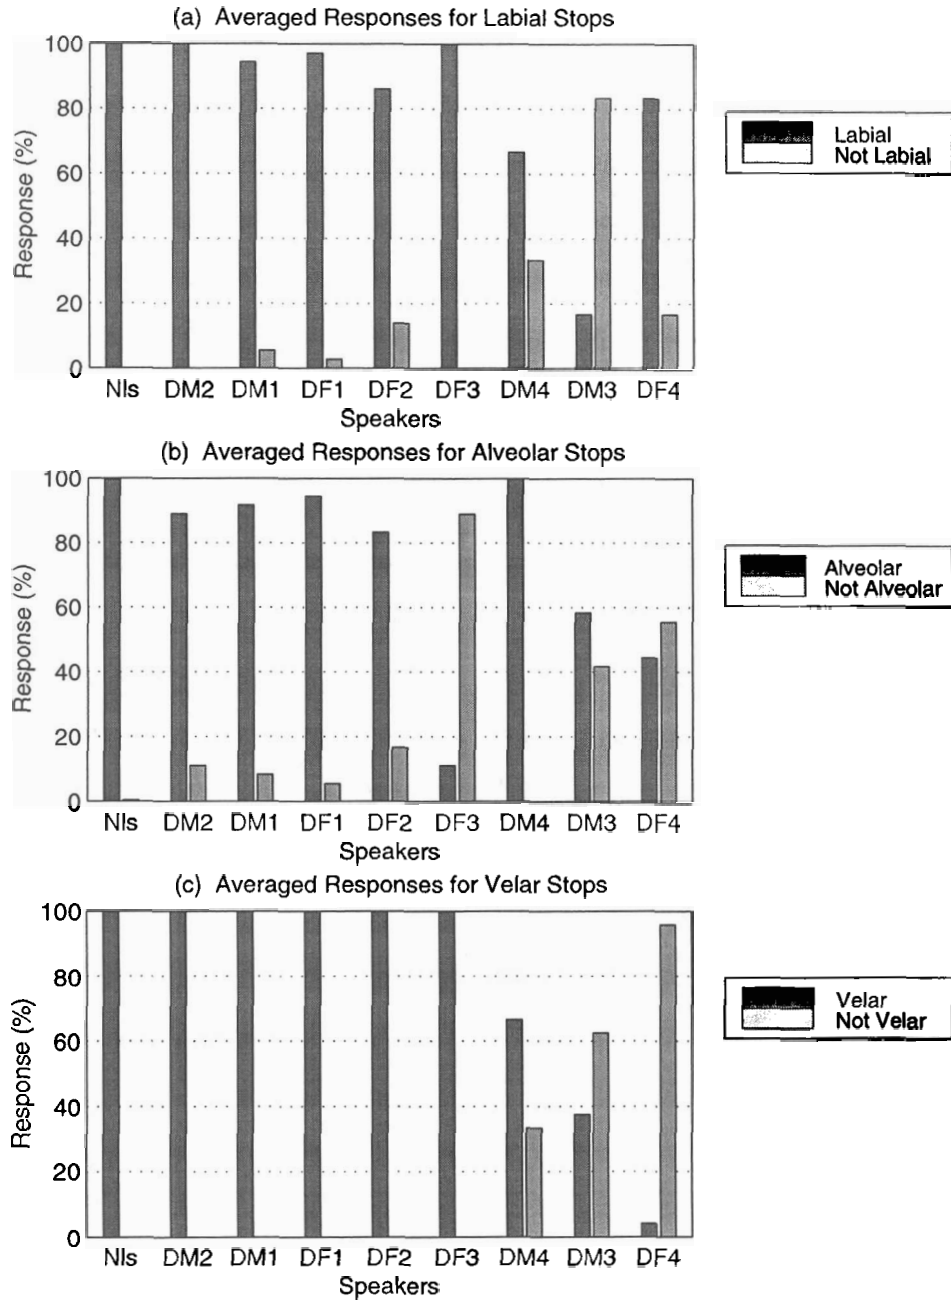 (a) Averaged Responses for Labial Stops
100
80
60
40
20
0
Response (%)
NIs DM2 DM1 DF1 DF2 DF3 DM4 DM3 DF4
Speakers
Labial
Not Labial
(b) Averaged Responses for Alveolar Stops
100
80
60
40
20
0
Response (%)
NIs DM2 DM1 DF1 DF2 DF3 DM4 DM3 DF4
Speakers
Alveolar
Not Alveolar
(c) Averaged Responses for Velar Stops
100
80
60
40
20
0
Response (%)
NIs DM2 DM1 DF1 DF2 DF3 DM4 DM3 DF4
Speakers
Velar
Not Velar